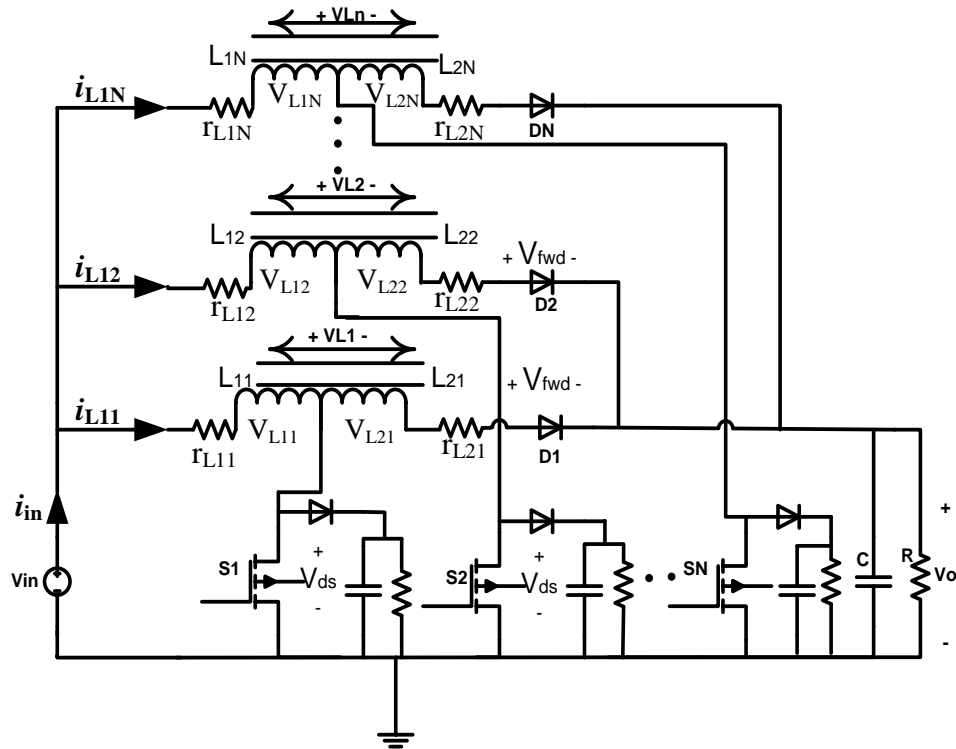 + VLn -
L1N
L2N
iL1N
VL1N
VL2N
rL1N
rL2N
DN
+ VL2 -
L12
L22
iL12
VL12
VL22
+ Vfwd -
rL12
rL22
D2
+ VL1 -
L11
L21
+ Vfwd -
iL11
VL11
VL21
rL11
rL21
D1
iin
Vin
S1
+
Vds
-
S2
+
Vds
-
SN
C
R
+
Vo
-